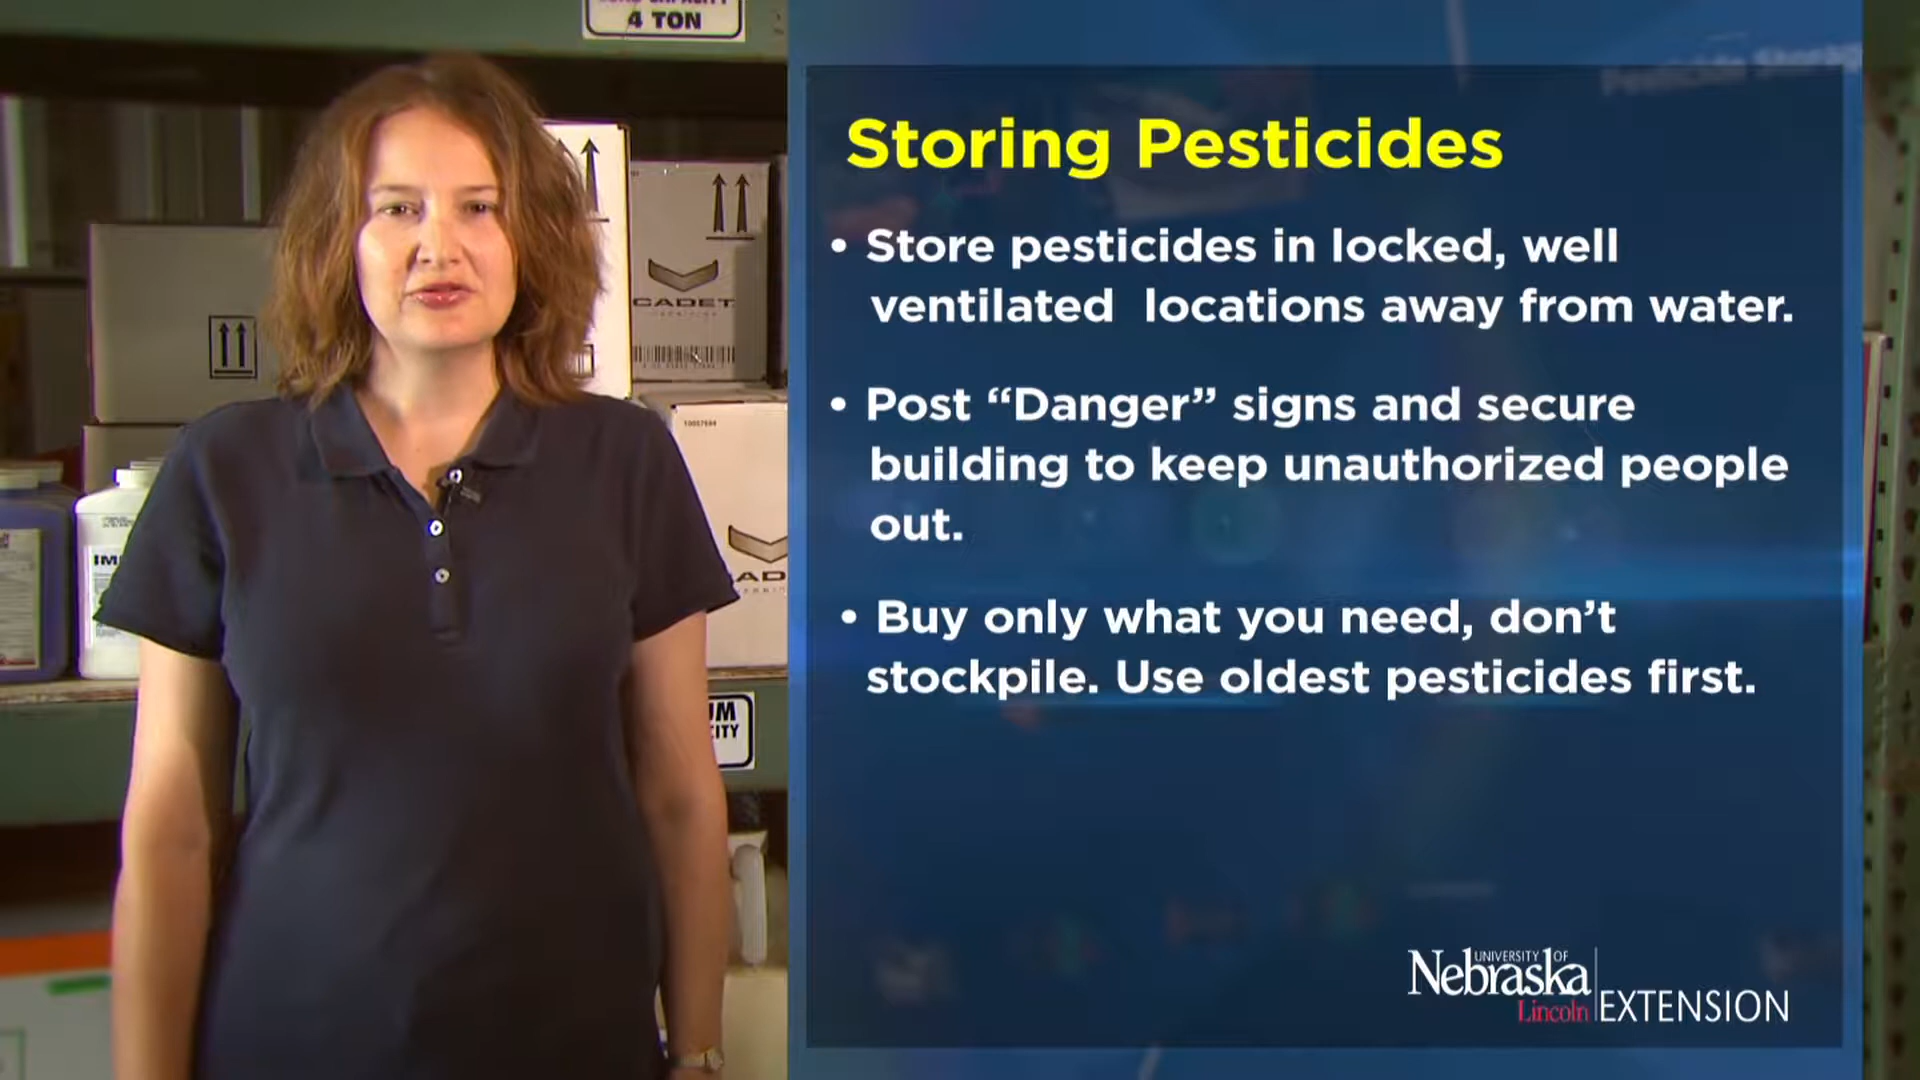 4 TON
Storing Pesticides
• Store pesticides in locked, well
ventilated locations away from water.
• Post “Danger” signs and secure
building to keep unauthorized people
out.
• Buy only what you need, don’t
stockpile. Use oldest pesticides first.
CADET
10057594
UNIVERSITY OF
Nebraska
Lincoln
EXTENSION